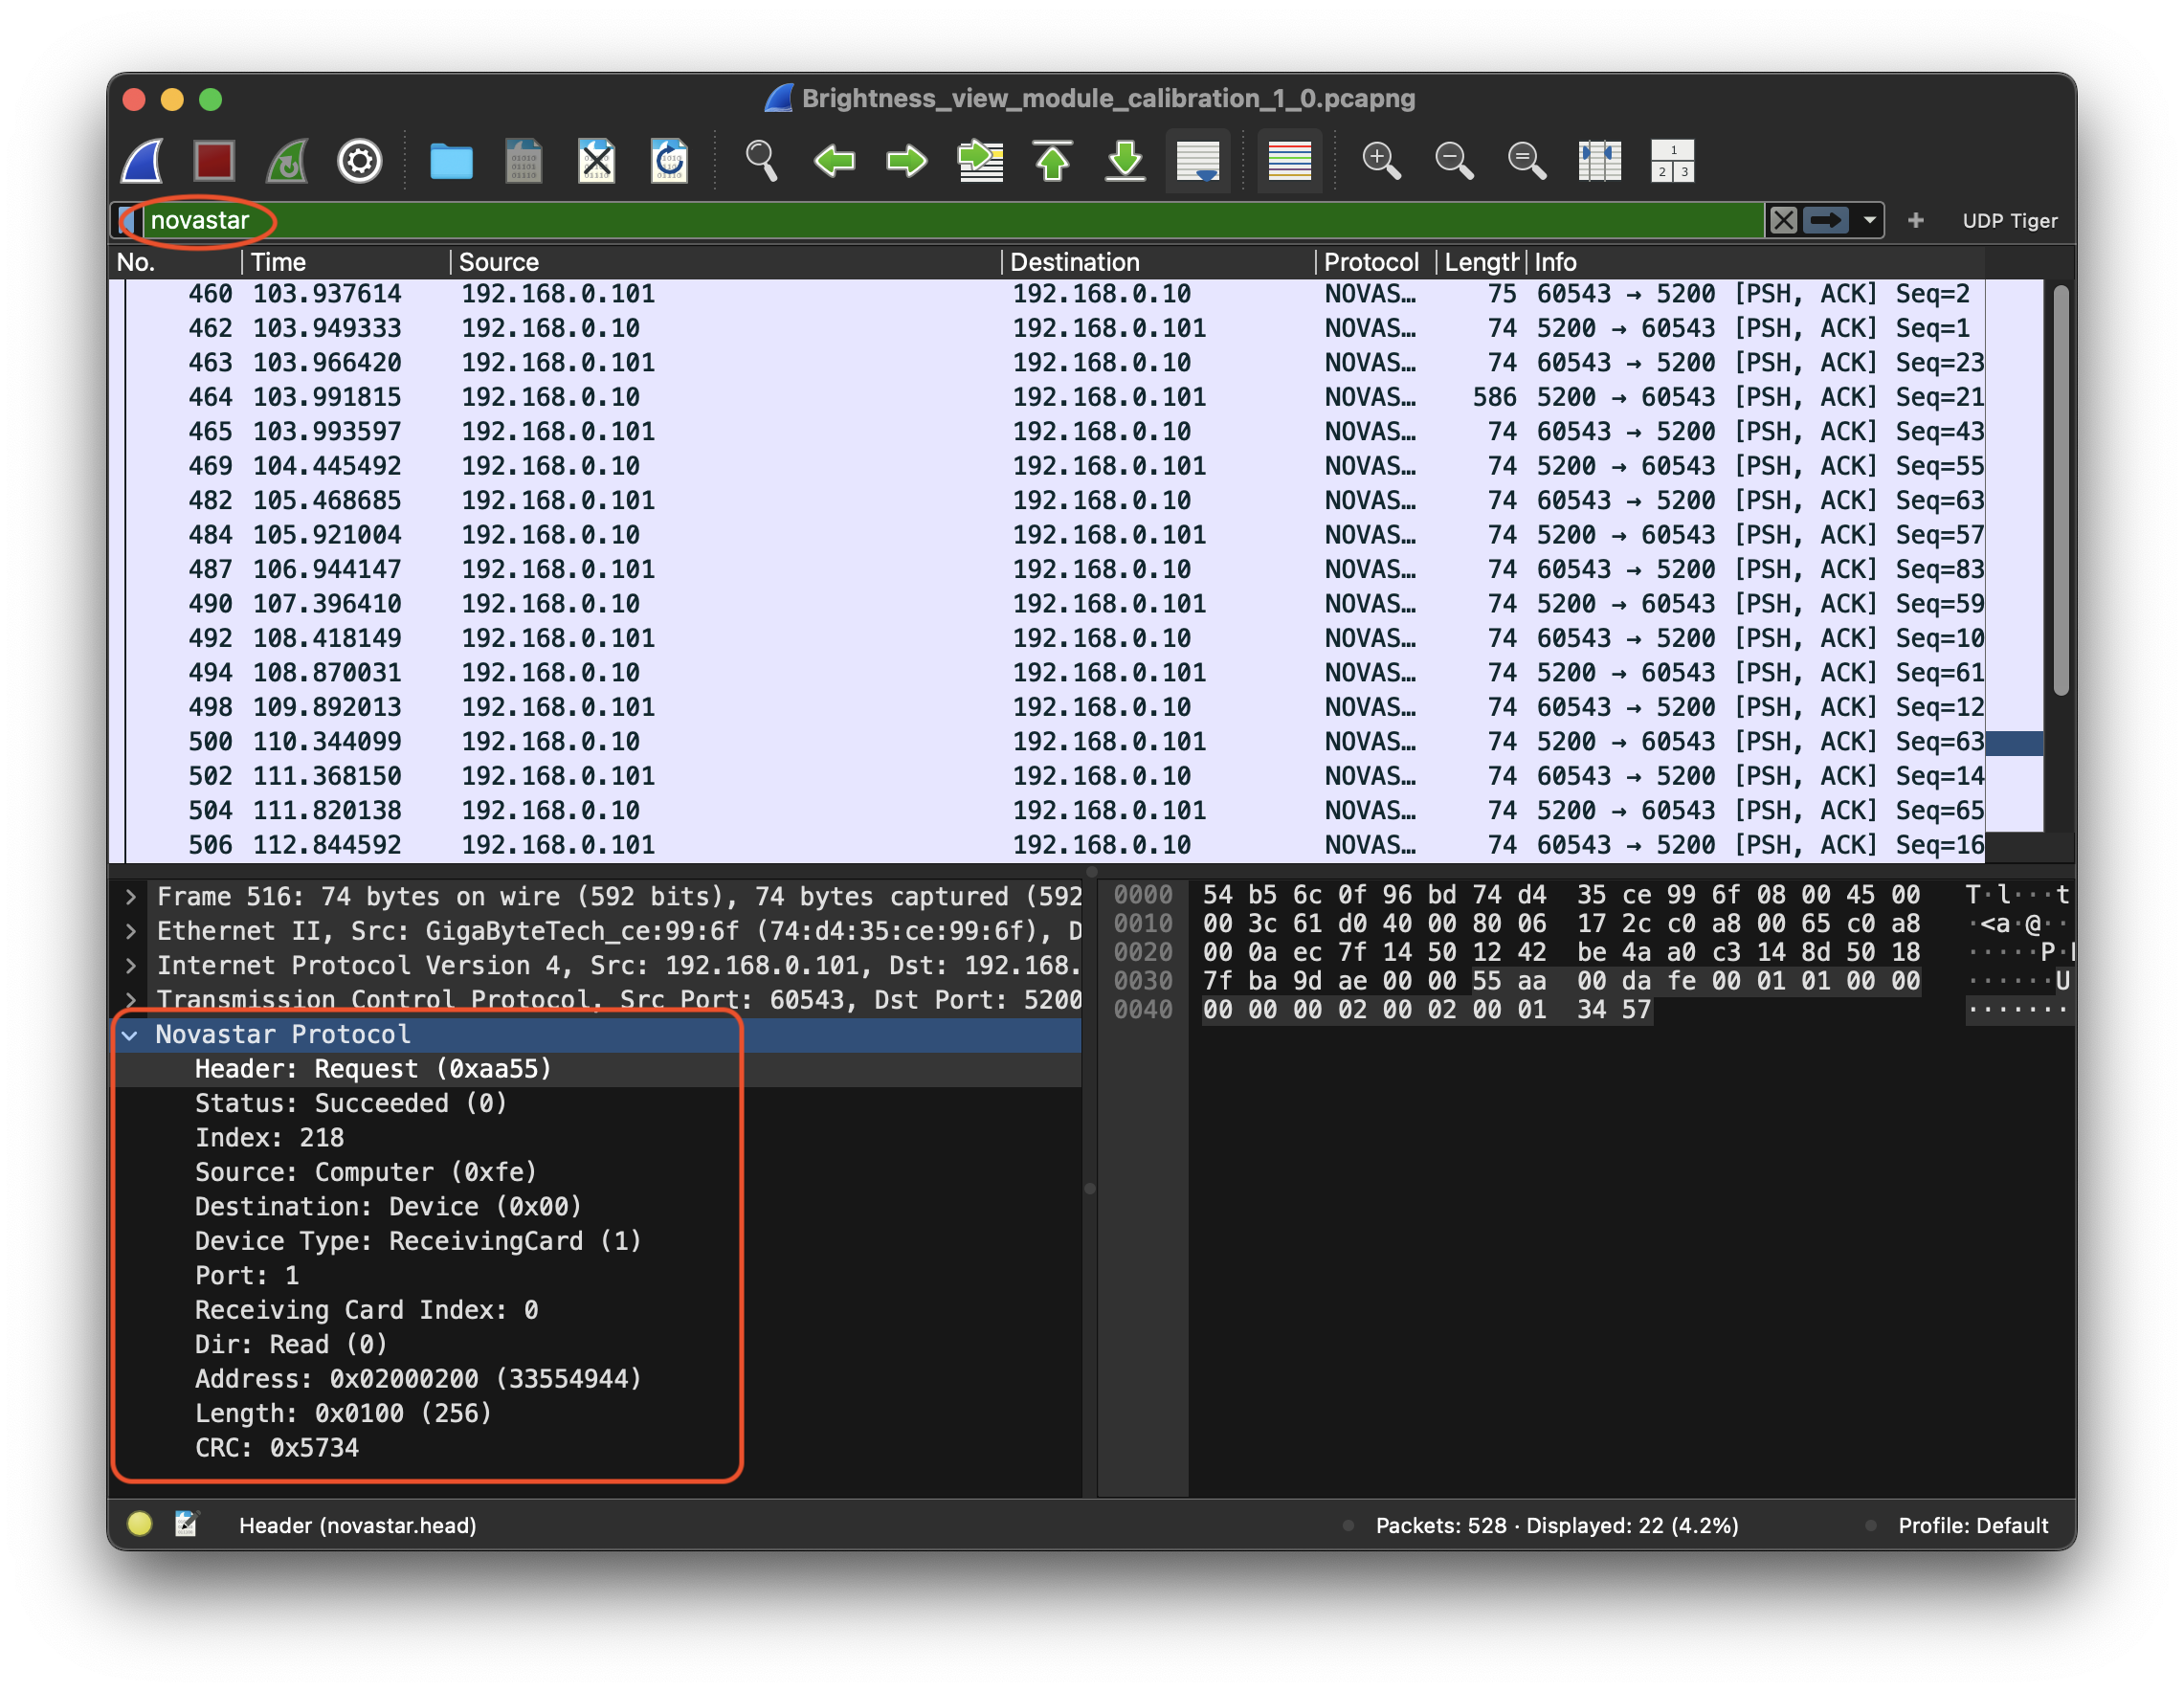 Brightness_view_module_calibration_1_0.pcapng
novastar
UDP Tiger
No. Time Source Destination Protocol Length Info
460 103.937614 192.168.0.101 192.168.0.10 NOVAS… 75 60543 → 5200 [PSH, ACK] Seq=2
462 103.949333 192.168.0.10 192.168.0.101 NOVAS… 74 5200 → 60543 [PSH, ACK] Seq=1
463 103.966420 192.168.0.101 192.168.0.10 NOVAS… 74 60543 → 5200 [PSH, ACK] Seq=23
464 103.991815 192.168.0.10 192.168.0.101 NOVAS… 586 5200 → 60543 [PSH, ACK] Seq=21
465 103.993597 192.168.0.101 192.168.0.10 NOVAS… 74 60543 → 5200 [PSH, ACK] Seq=43
469 104.445492 192.168.0.10 192.168.0.101 NOVAS… 74 5200 → 60543 [PSH, ACK] Seq=55
482 105.468685 192.168.0.101 192.168.0.10 NOVAS… 74 60543 → 5200 [PSH, ACK] Seq=63
484 105.921004 192.168.0.10 192.168.0.101 NOVAS… 74 5200 → 60543 [PSH, ACK] Seq=57
487 106.944147 192.168.0.101 192.168.0.10 NOVAS… 74 60543 → 5200 [PSH, ACK] Seq=83
490 107.396410 192.168.0.10 192.168.0.101 NOVAS… 74 5200 → 60543 [PSH, ACK] Seq=59
492 108.418149 192.168.0.101 192.168.0.10 NOVAS… 74 60543 → 5200 [PSH, ACK] Seq=10
494 108.870031 192.168.0.10 192.168.0.101 NOVAS… 74 5200 → 60543 [PSH, ACK] Seq=61
498 109.892013 192.168.0.101 192.168.0.10 NOVAS… 74 60543 → 5200 [PSH, ACK] Seq=12
500 110.344099 192.168.0.10 192.168.0.101 NOVAS… 74 5200 → 60543 [PSH, ACK] Seq=63
502 111.368150 192.168.0.101 192.168.0.10 NOVAS… 74 60543 → 5200 [PSH, ACK] Seq=14
504 111.820138 192.168.0.10 192.168.0.101 NOVAS… 74 5200 → 60543 [PSH, ACK] Seq=65
506 112.844592 192.168.0.101 192.168.0.10 NOVAS… 74 60543 → 5200 [PSH, ACK] Seq=16
Frame 516: 74 bytes on wire (592 bits), 74 bytes captured (592
Ethernet II, Src: GigaByteTech_ce:99:6f (74:d4:35:ce:99:6f), D
Internet Protocol Version 4, Src: 192.168.0.101, Dst: 192.168.
Transmission Control Protocol, Src Port: 60543, Dst Port: 5200
Novastar Protocol
Header: Request (0xaa55)
Status: Succeeded (0)
Index: 218
Source: Computer (0xfe)
Destination: Device (0x00)
Device Type: ReceivingCard (1)
Port: 1
Receiving Card Index: 0
Dir: Read (0)
Address: 0x02000200 (33554944)
Length: 0x0100 (256)
CRC: 0x5734
0000 54 b5 6c 0f 96 bd 74 d4 35 ce 99 6f 08 00 45 00 T·l···t
0010 00 3c 61 d0 40 00 80 06 17 2c c0 a8 00 65 c0 a8 ·<a·@··
0020 00 0a ec 7f 14 50 12 42 be 4a a0 c3 14 8d 50 18 ·····P·
0030 7f ba 9d ae 00 00 55 aa 00 da fe 00 01 01 00 00 ······U
0040 00 00 00 02 00 02 00 01 34 57 ·······
Header (novastar.head)
Packets: 528 · Displayed: 22 (4.2%)
Profile: Default